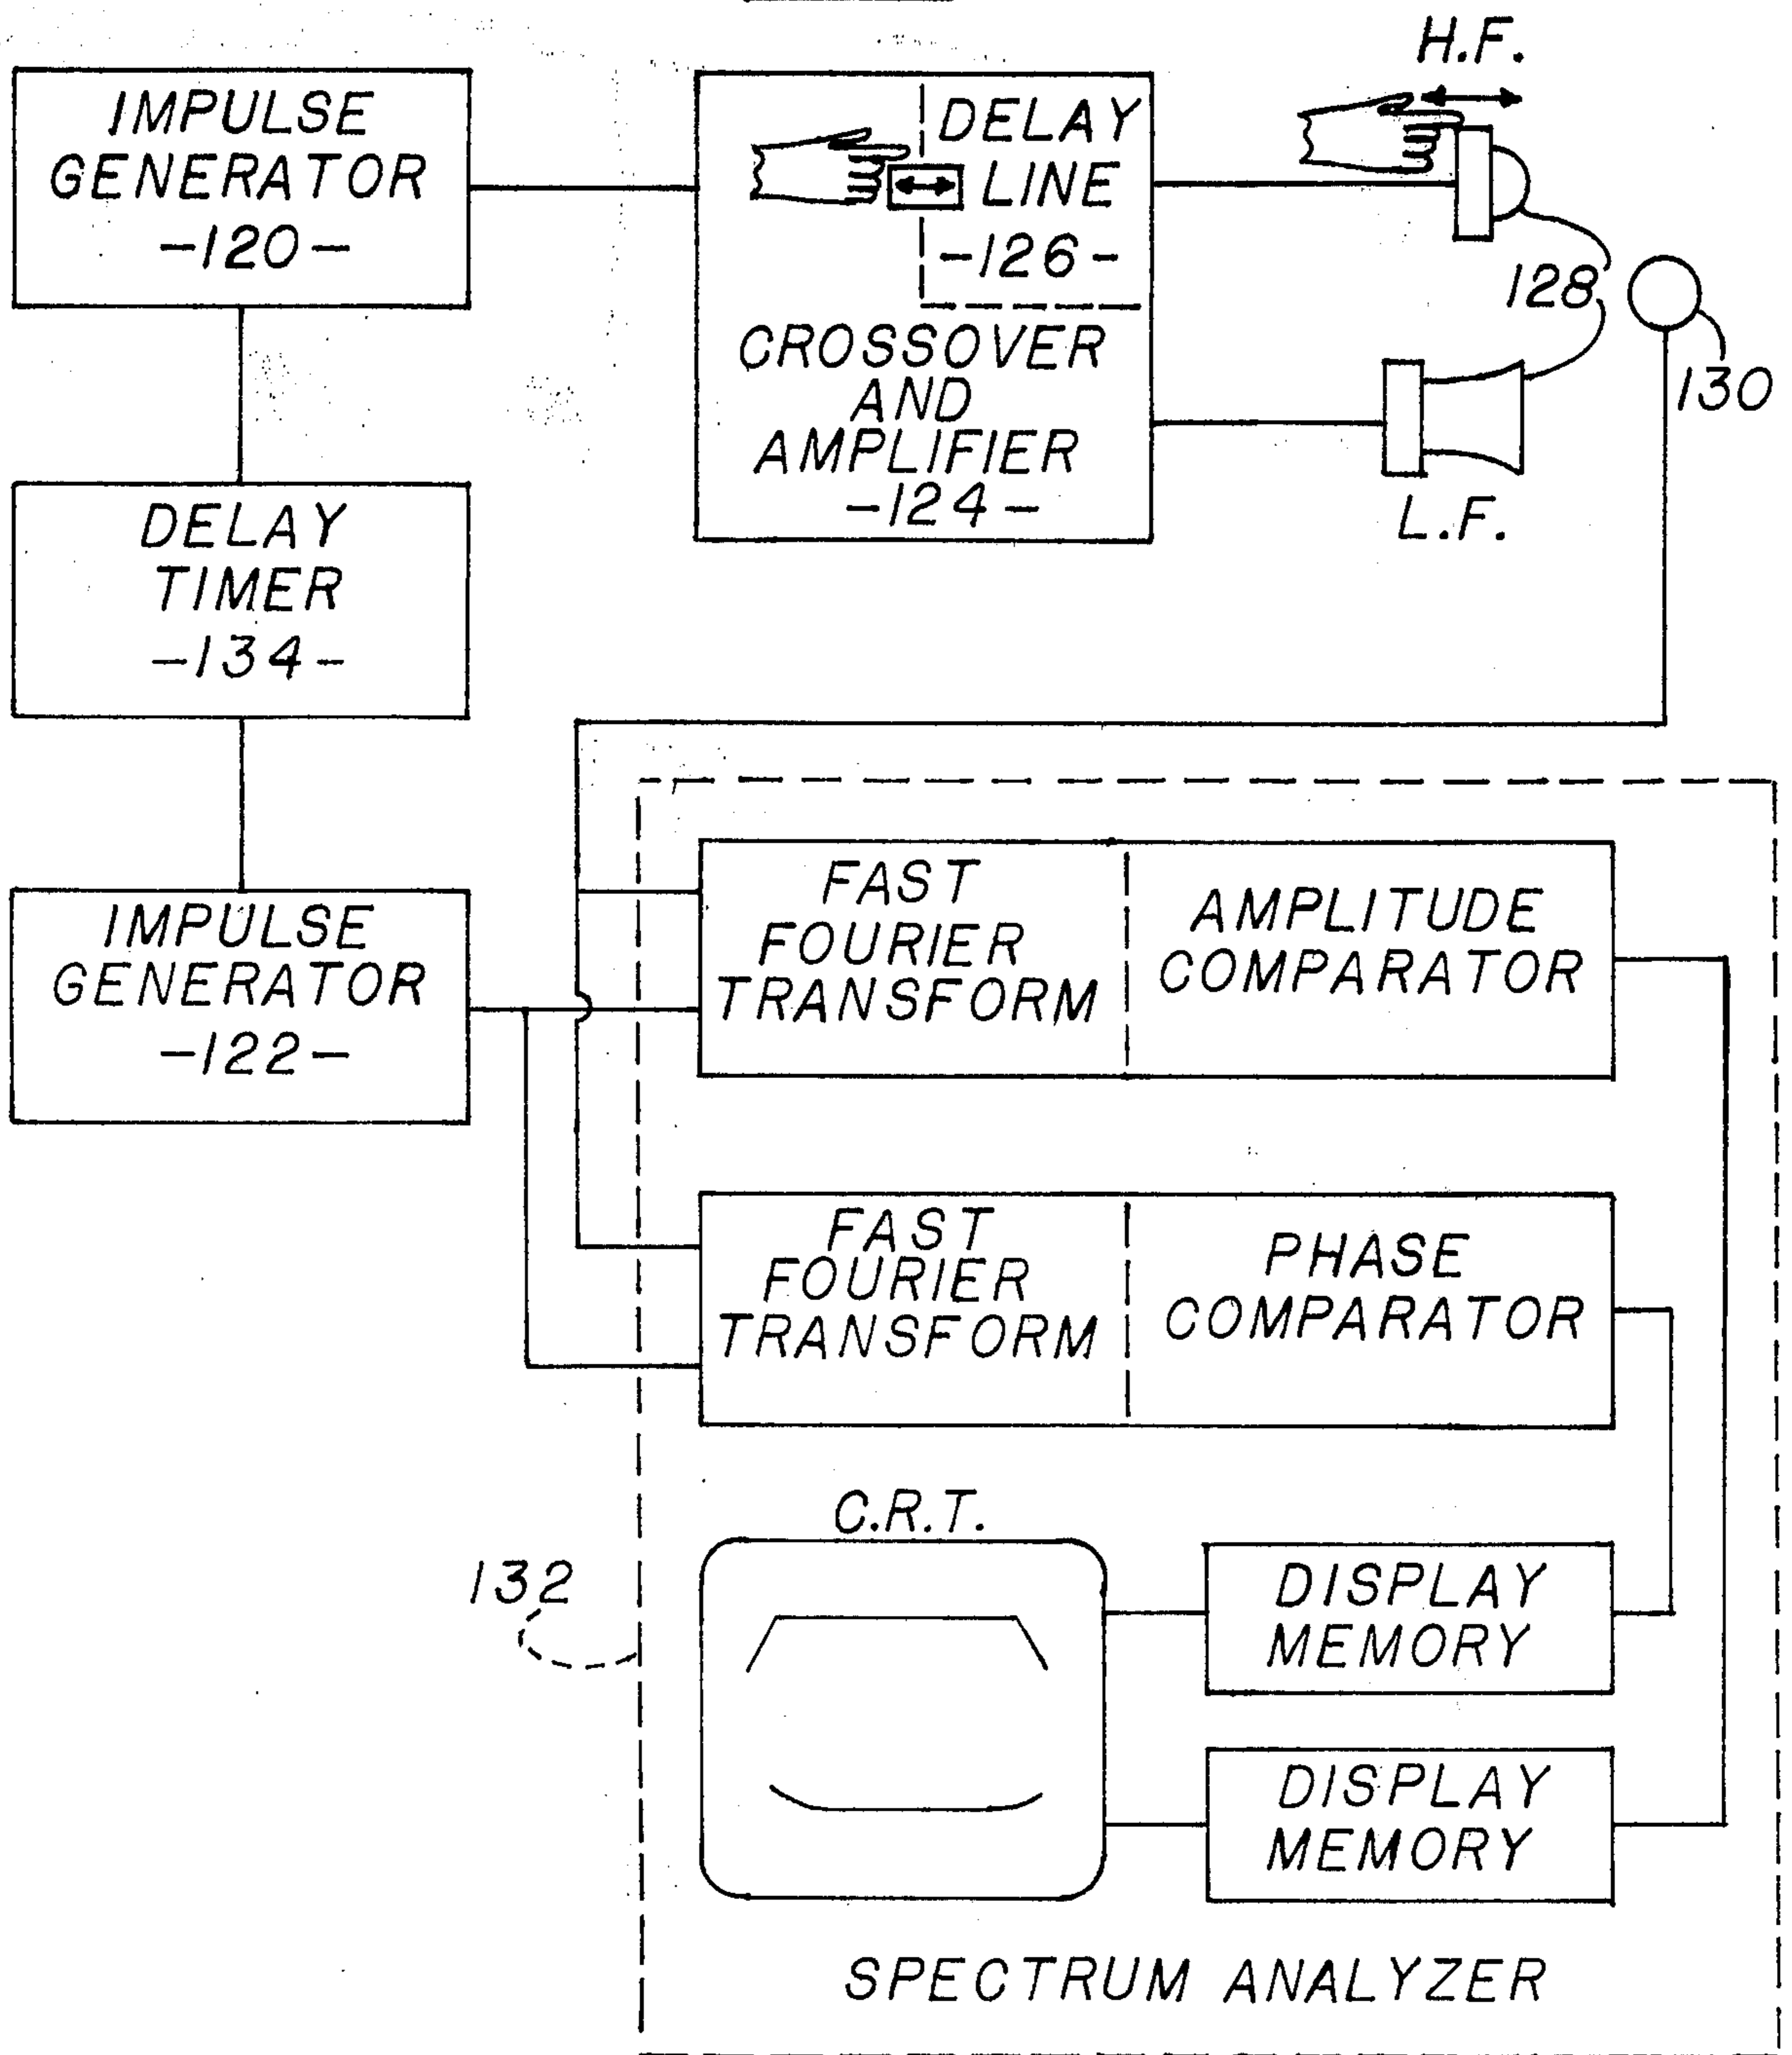 H.F.
IMPULSE
GENERATOR
-120-
DELAY
LINE
-126-
CROSSOVER
AND
AMPLIFIER
-124-
128
130
L.F.
DELAY
TIMER
-134-
IMPULSE
GENERATOR
-122-
FAST
FOURIER
TRANSFORM
AMPLITUDE
COMPARATOR
FAST
FOURIER
TRANSFORM
PHASE
COMPARATOR
C.R.T.
132
DISPLAY
MEMORY
DISPLAY
MEMORY
SPECTRUM ANALYZER